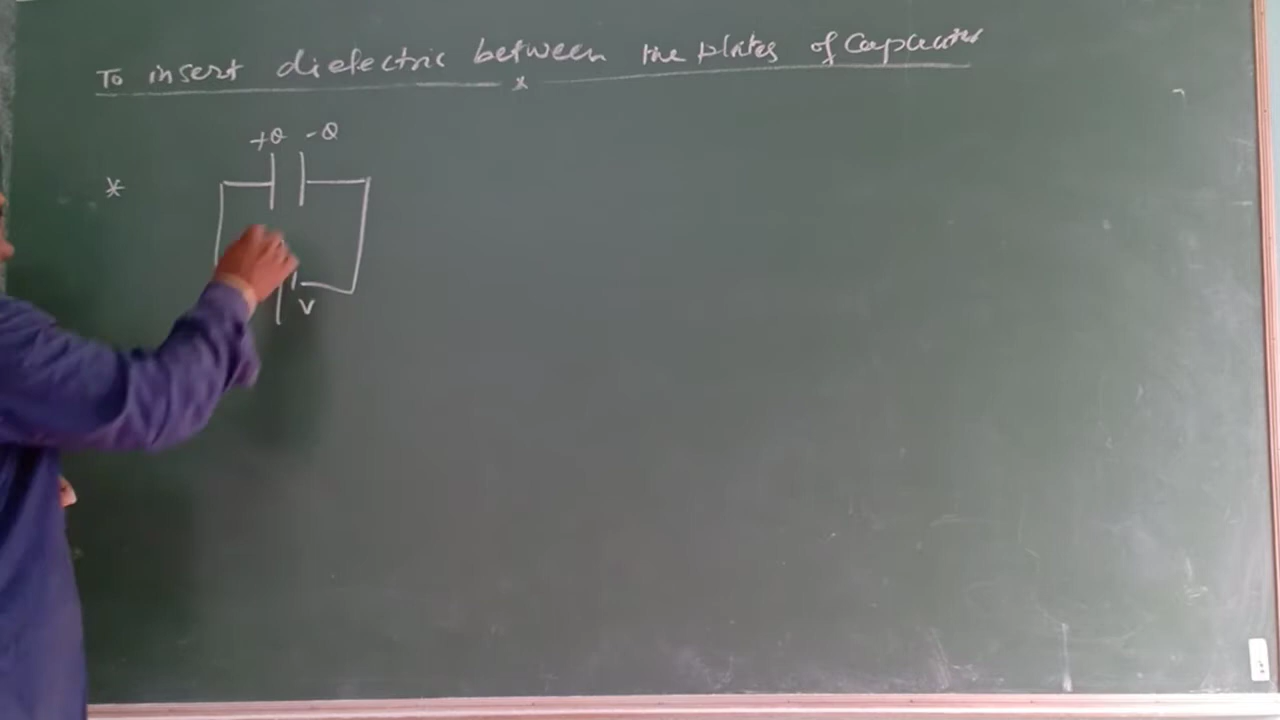 To insert dielectric between the plates of Capacitor
+Q -Q
*
V